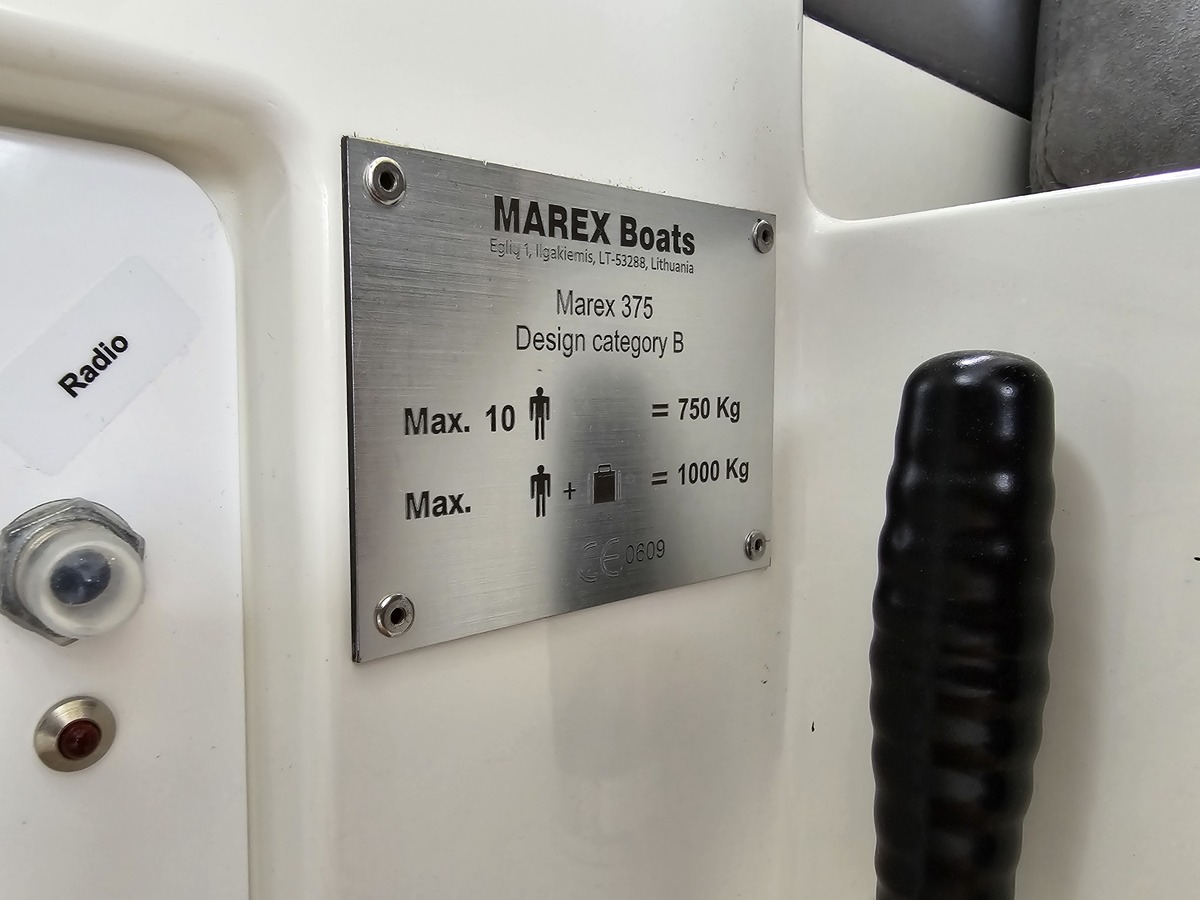 Radio
MAREX Boats
Eglių 1, Ilgakiemis, LT-53288, Lithuania
Marex 375
Design category B
Max. 10 = 750 Kg
Max. + = 1000 Kg
CE 0609